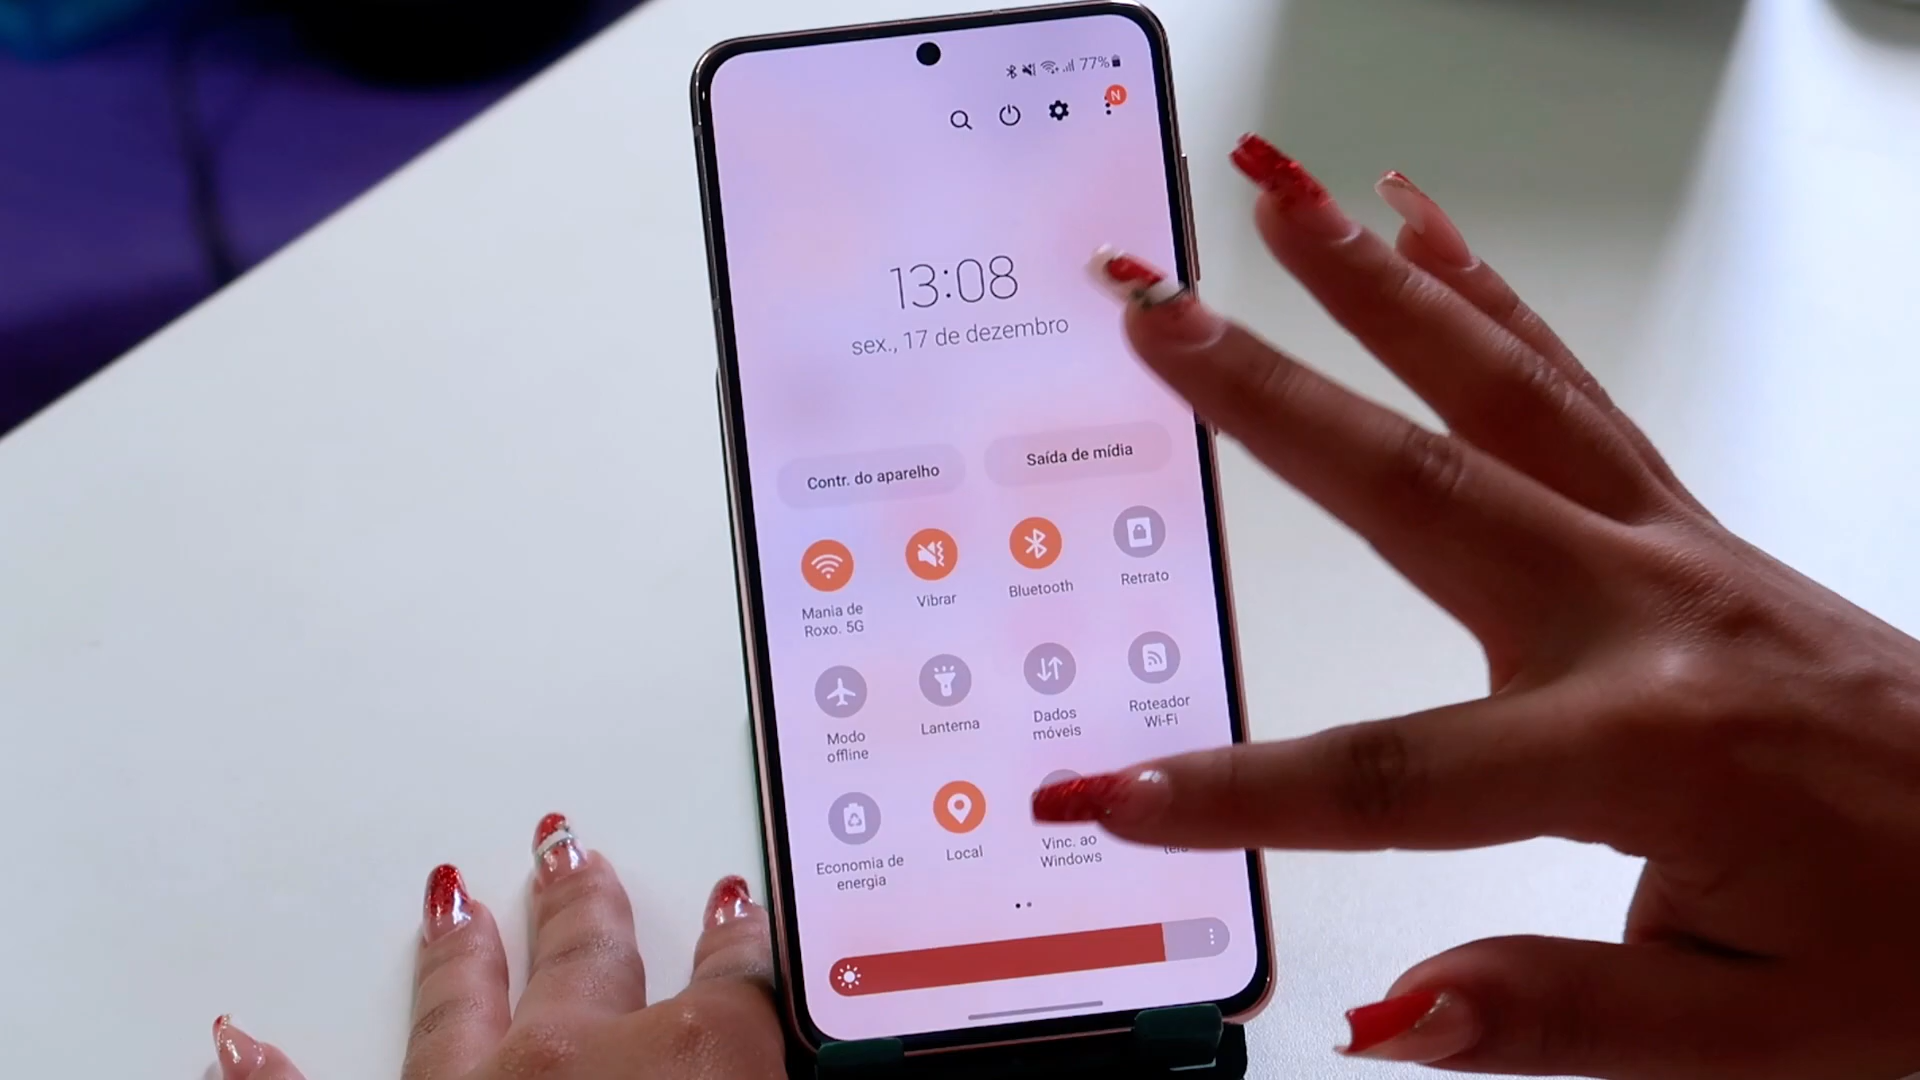 77%
N
13:08
sex., 17 de dezembro
Contr. do aparelho
Saída de mídia
Mania de
Roxo. 5G
Vibrar
Bluetooth
Retrato
Modo
offline
Lanterna
Dados
móveis
Roteador
Wi-Fi
Economia de
energia
Local
Vinc. ao
Windows
tela